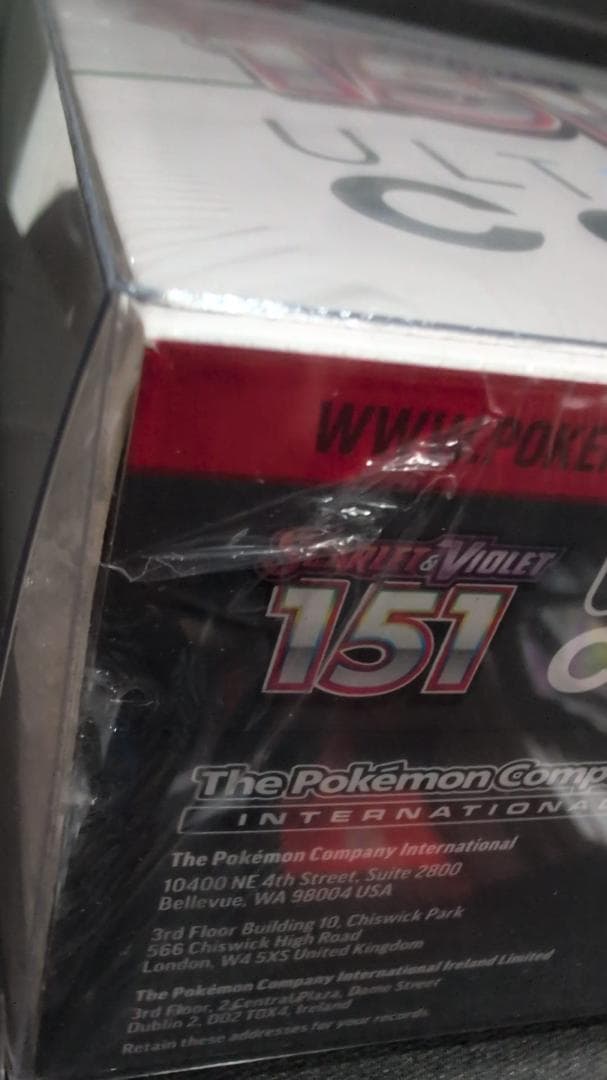 151
ULT
C
WWW.POKE
SCARLET & VIOLET
151
The Pokémon Comp
INTERNATIONA
The Pokémon Company International
10400 NE 4th Street, Suite 2800
Bellevue, WA 98004 USA
3rd Floor Building 10, Chiswick Park
566 Chiswick High Road
London, W4 5XS United Kingdom
The Pokémon Company International Ireland Limited
3rd Floor, 2 Central Plaza, Dame Street
Dublin 2, D02 T0X4, Ireland
Retain these addresses for your records.